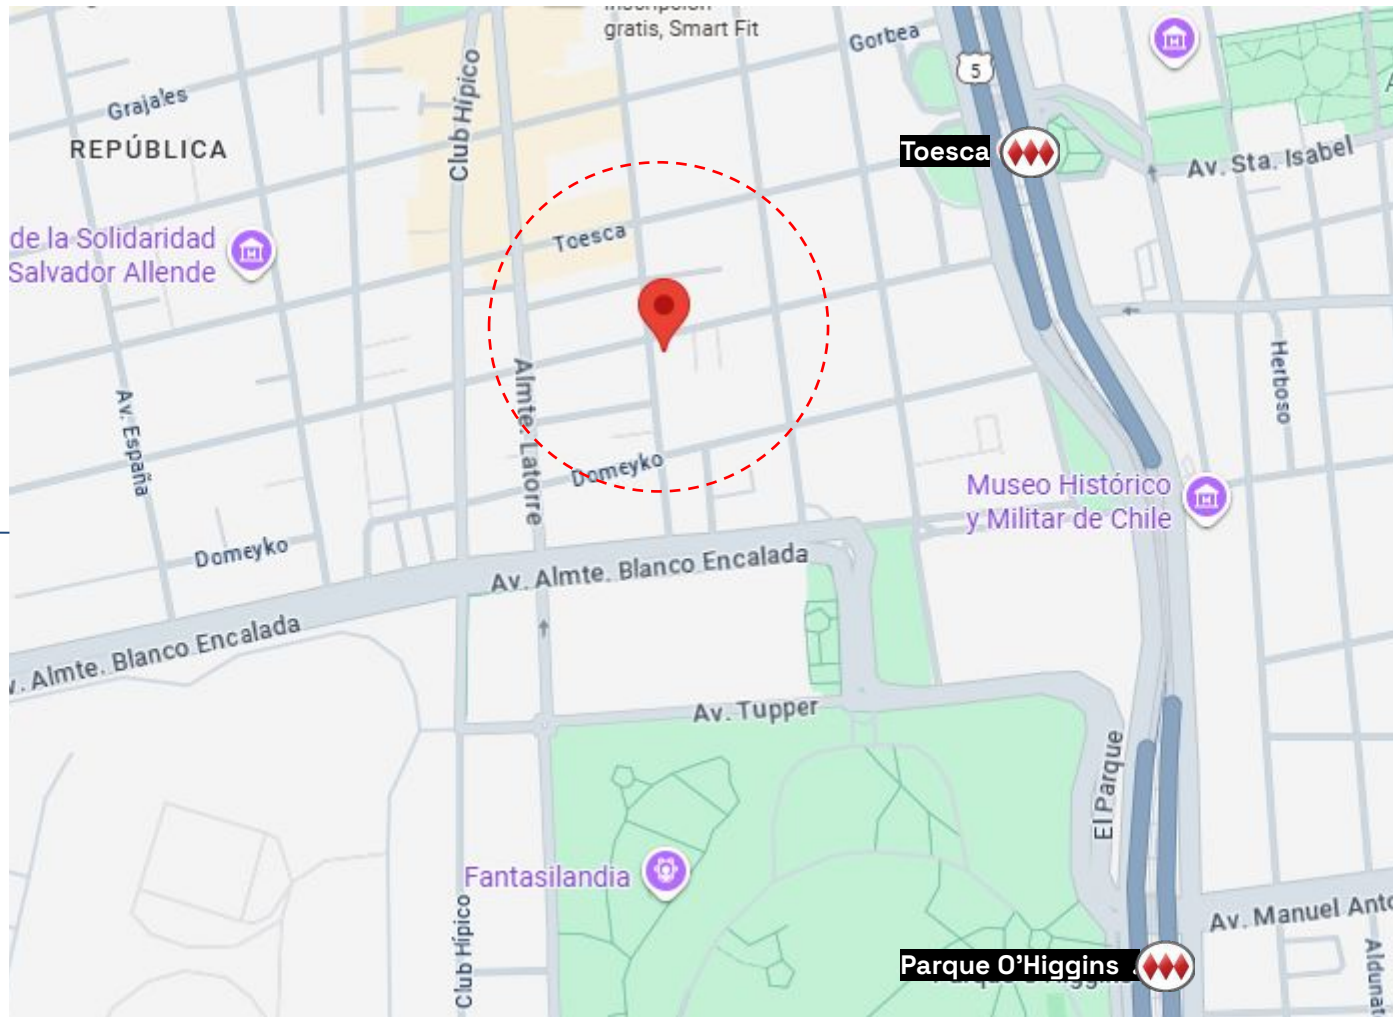 gratis, Smart Fit
Gorbea
5
Grajales
REPÚBLICA
Club Hípico
Toesca
Av. Sta. Isabel
de la Solidaridad
Salvador Allende
Toesca
Av. España
Almte. Latorre
Herboso
Domeyko
Museo Histórico
y Militar de Chile
Domeyko
Av. Almte. Blanco Encalada
v. Almte. Blanco Encalada
Av. Tupper
El Parque
Fantasilandia
Club Hípico
Av. Manuel Anto
Aldunat
Parque O'Higgins